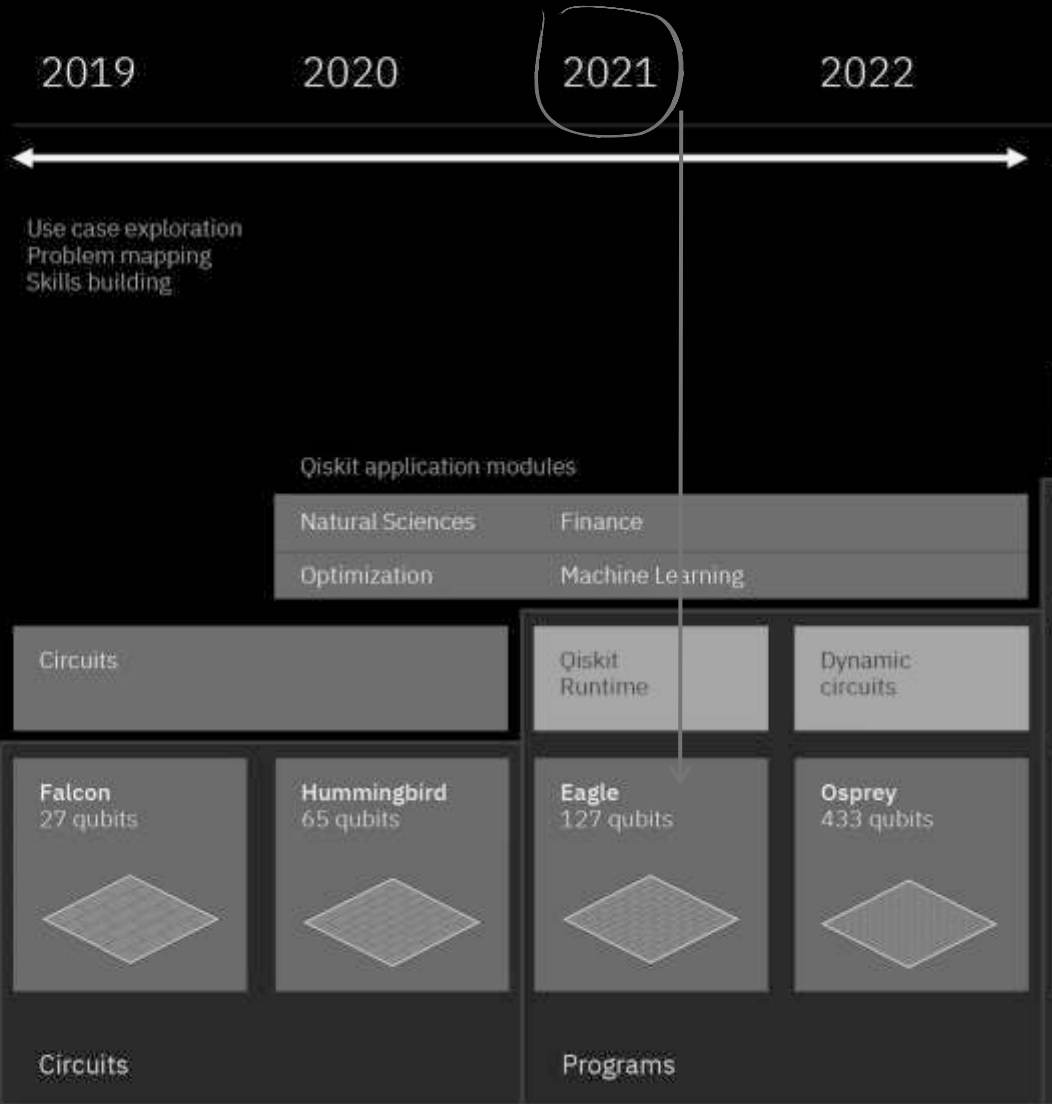 2019
2020
2021
2022
Use case exploration
Problem mapping
Skills building
Qiskit application modules
Natural Sciences
Finance
Optimization
Machine Learning
Circuits
Qiskit
Runtime
Dynamic
circuits
Falcon
27 qubits
Hummingbird
65 qubits
Eagle
127 qubits
Osprey
433 qubits
Circuits
Programs